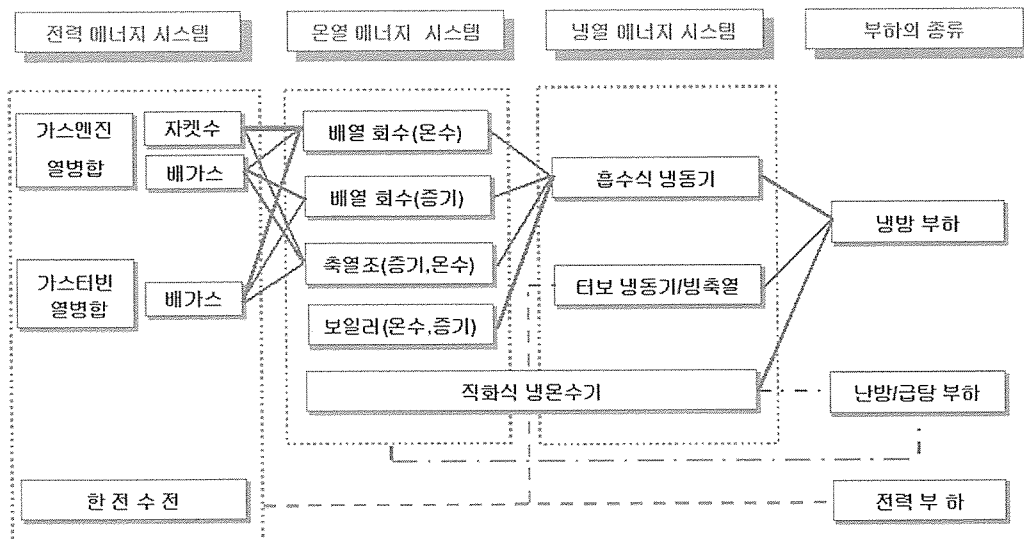 전력 에너지 시스템
온열 에너지 시스템
냉열 에너지 시스템
부하의 종류
가스엔진
열병합
자켓수
배가스
가스터빈
열병합
배가스
한 전 수 전
배열 회수(온수)
배열 회수(증기)
축열조(증기,온수)
보일러(온수,증기)
직화식 냉온수기
흡수식 냉동기
터보 냉동기/빙축열
냉방 부하
난방/급탕 부하
전력 부 하